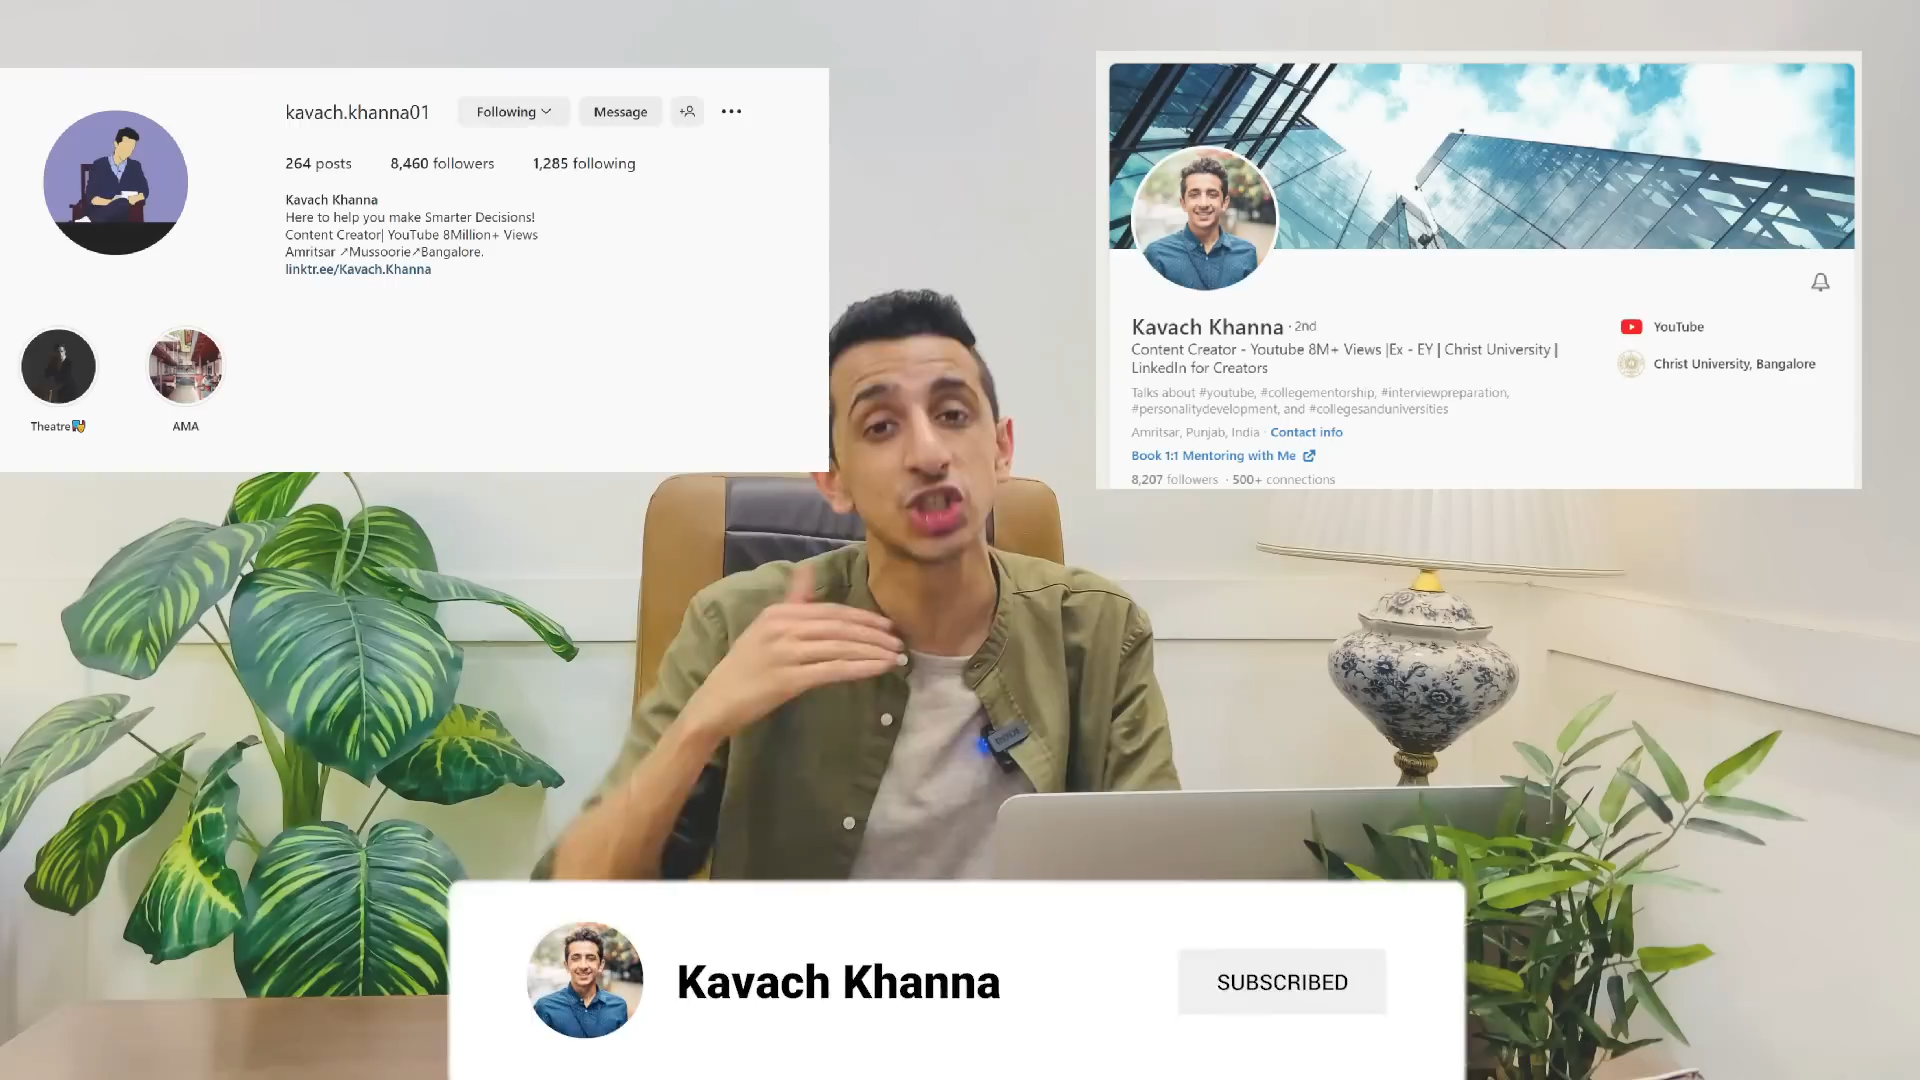 kavach.khanna01 Following Message
264 posts 8,460 followers 1,285 following
Kavach Khanna
Here to help you make Smarter Decisions!
Content Creator| YouTube 8Million+ Views
Amritsar ↗Mussoorie↗Bangalore.
linktr.ee/Kavach.Khanna
Theatre🎭 AMA
Kavach Khanna · 2nd
Content Creator - Youtube 8M+ Views |Ex - EY | Christ University |
LinkedIn for Creators
Talks about #youtube, #collegementorship, #interviewpreparation,
#personalitydevelopment, and #collegesanduniversities
Amritsar, Punjab, India · Contact info
Book 1:1 Mentoring with Me
8,207 followers · 500+ connections
YouTube
Christ University, Bangalore
Kavach Khanna
SUBSCRIBED